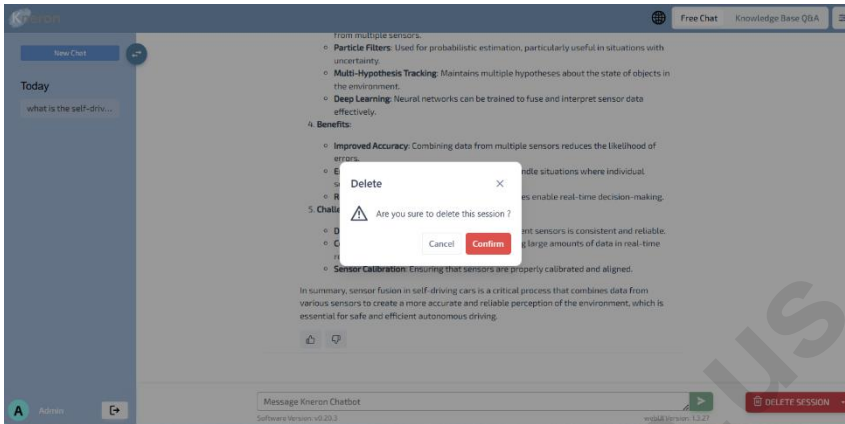 Kneron
Free Chat
Knowledge Base Q&A
New Chat
Today
what is the self-driv...
from multiple sensors.
Particle Filters: Used for probabilistic estimation, particularly useful in situations with
uncertainty.
Multi-Hypothesis Tracking: Maintains multiple hypotheses about the state of objects in
the environment.
Deep Learning: Neural networks can be trained to fuse and interpret sensor data
effectively.
4. Benefits:
Improved Accuracy: Combining data from multiple sensors reduces the likelihood of
errors.
ndle situations where individual
es enable real-time decision-making.
5. Challe
ent sensors is consistent and reliable.
g large amounts of data in real-time
Sensor Calibration: Ensuring that sensors are properly calibrated and aligned.
Delete
Are you sure to delete this session ?
Cancel
Confirm
In summary, sensor fusion in self-driving cars is a critical process that combines data from
various sensors to create a more accurate and reliable perception of the environment, which is
essential for safe and efficient autonomous driving.
Message Kneron Chatbot
DELETE SESSION
A
Admin
Software Version: v0.20.3
webUI Version: 1.3.27